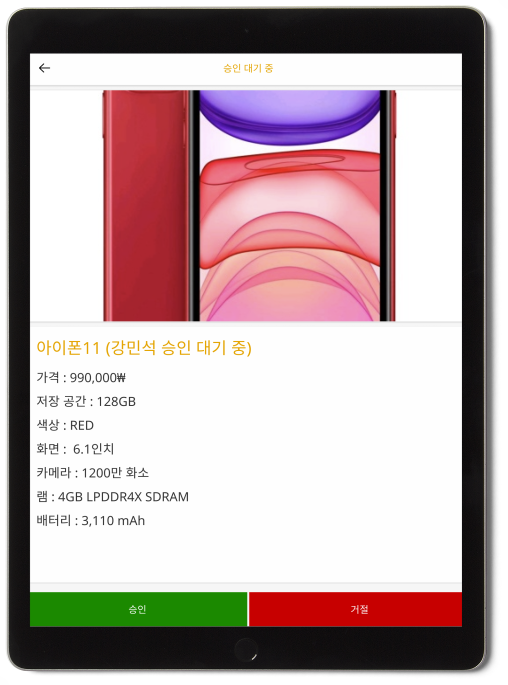 승인 대기 중
아이폰11 (강민석 승인 대기 중)
가격 : 990,000₩
저장 공간 : 128GB
색상 : RED
화면 :  6.1인치
카메라 : 1200만 화소
램 : 4GB LPDDR4X SDRAM
배터리 : 3,110 mAh
승인
거절